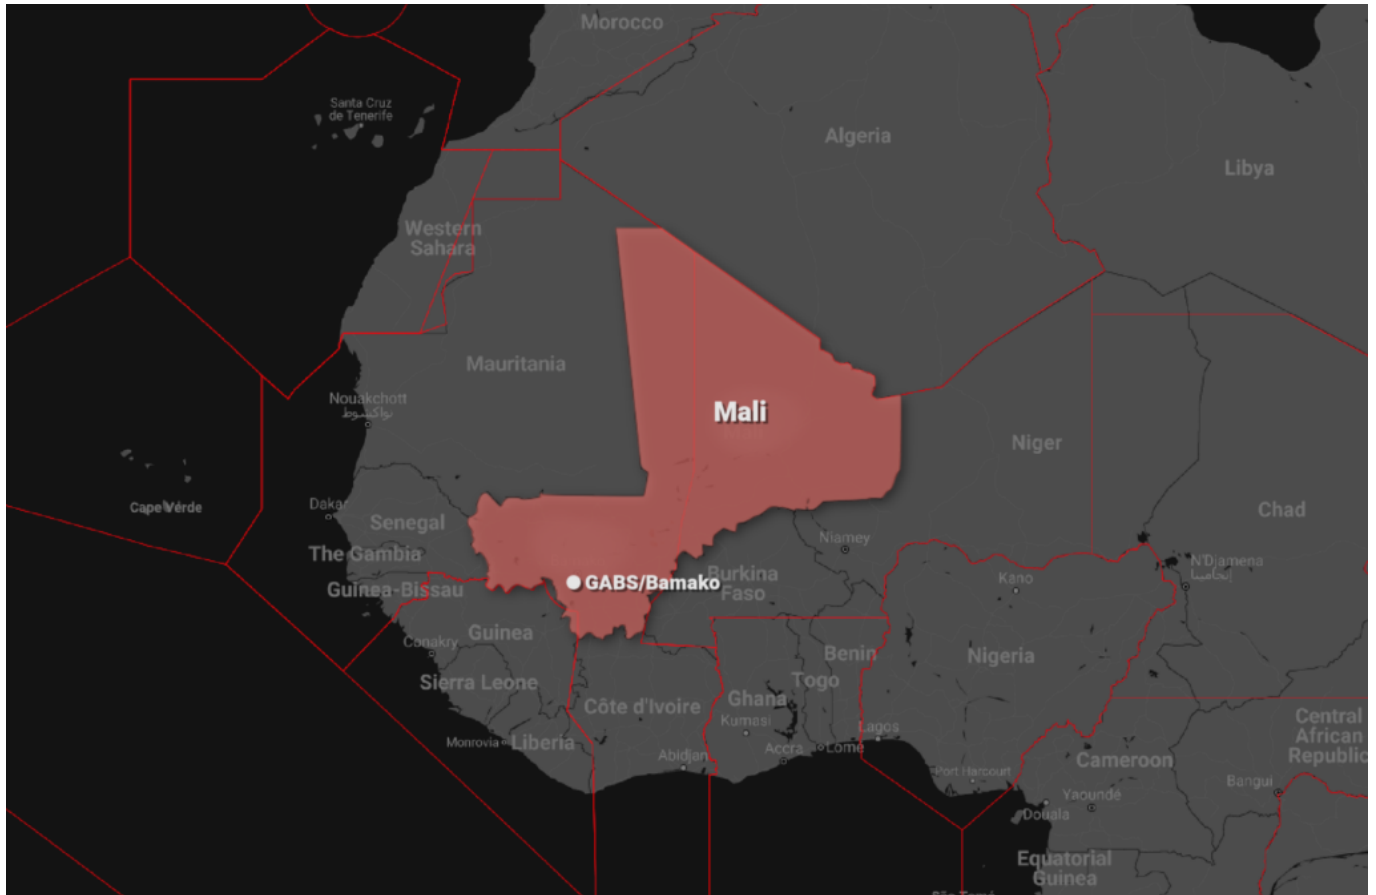 Morocco
Santa Cruz
de Tenerife
Algeria
Libya
Western
Sahara
Mauritania
Nouakchott
نواكشوط
Mali
Niger
Cape Verde
Dakar
Senegal
Chad
The Gambia
Niamey
N'Djamena
إنجامينا
Guinea-Bissau
GABS/Bamako
Burkina
Faso
Kano
Conakry
Guinea
Benin
Nigeria
Sierra Leone
Togo
Ghana
Côte d'Ivoire
Kumasi
Lagos
Central
African
Republic
Monrovia
Liberia
Abidjan
Accra
Lomé
Cameroon
Port Harcourt
Bangui
Yaoundé
Douala
Equatorial
Guinea